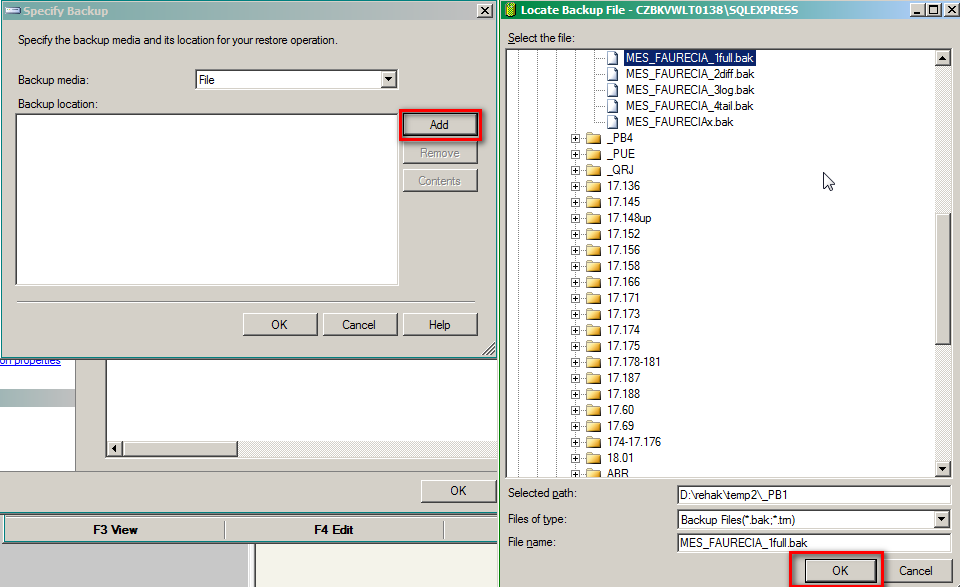 Specify Backup
Specify the backup media and its location for your restore operation.
Backup media:
File
Backup location:
Add
Remove
Contents
OK
Cancel
Help
on properties
OK
F3 View
F4 Edit
Locate Backup File - CZBKVWLT0138\SQLEXPRESS
Select the file:
MES_FAURECIA_1full.bak
MES_FAURECIA_2diff.bak
MES_FAURECIA_3log.bak
MES_FAURECIA_4tail.bak
MES_FAURECIAx.bak
_PB4
_PUE
_QRJ
17.136
17.145
17.148up
17.152
17.156
17.158
17.166
17.171
17.173
17.174
17.175
17.178-181
17.187
17.188
17.60
17.69
174-17.176
18.01
ABR
Selected path:
D:\rehak\temp2\_PB1
Files of type:
Backup Files(*.bak;*.trn)
File name:
MES_FAURECIA_1full.bak
OK
Cancel